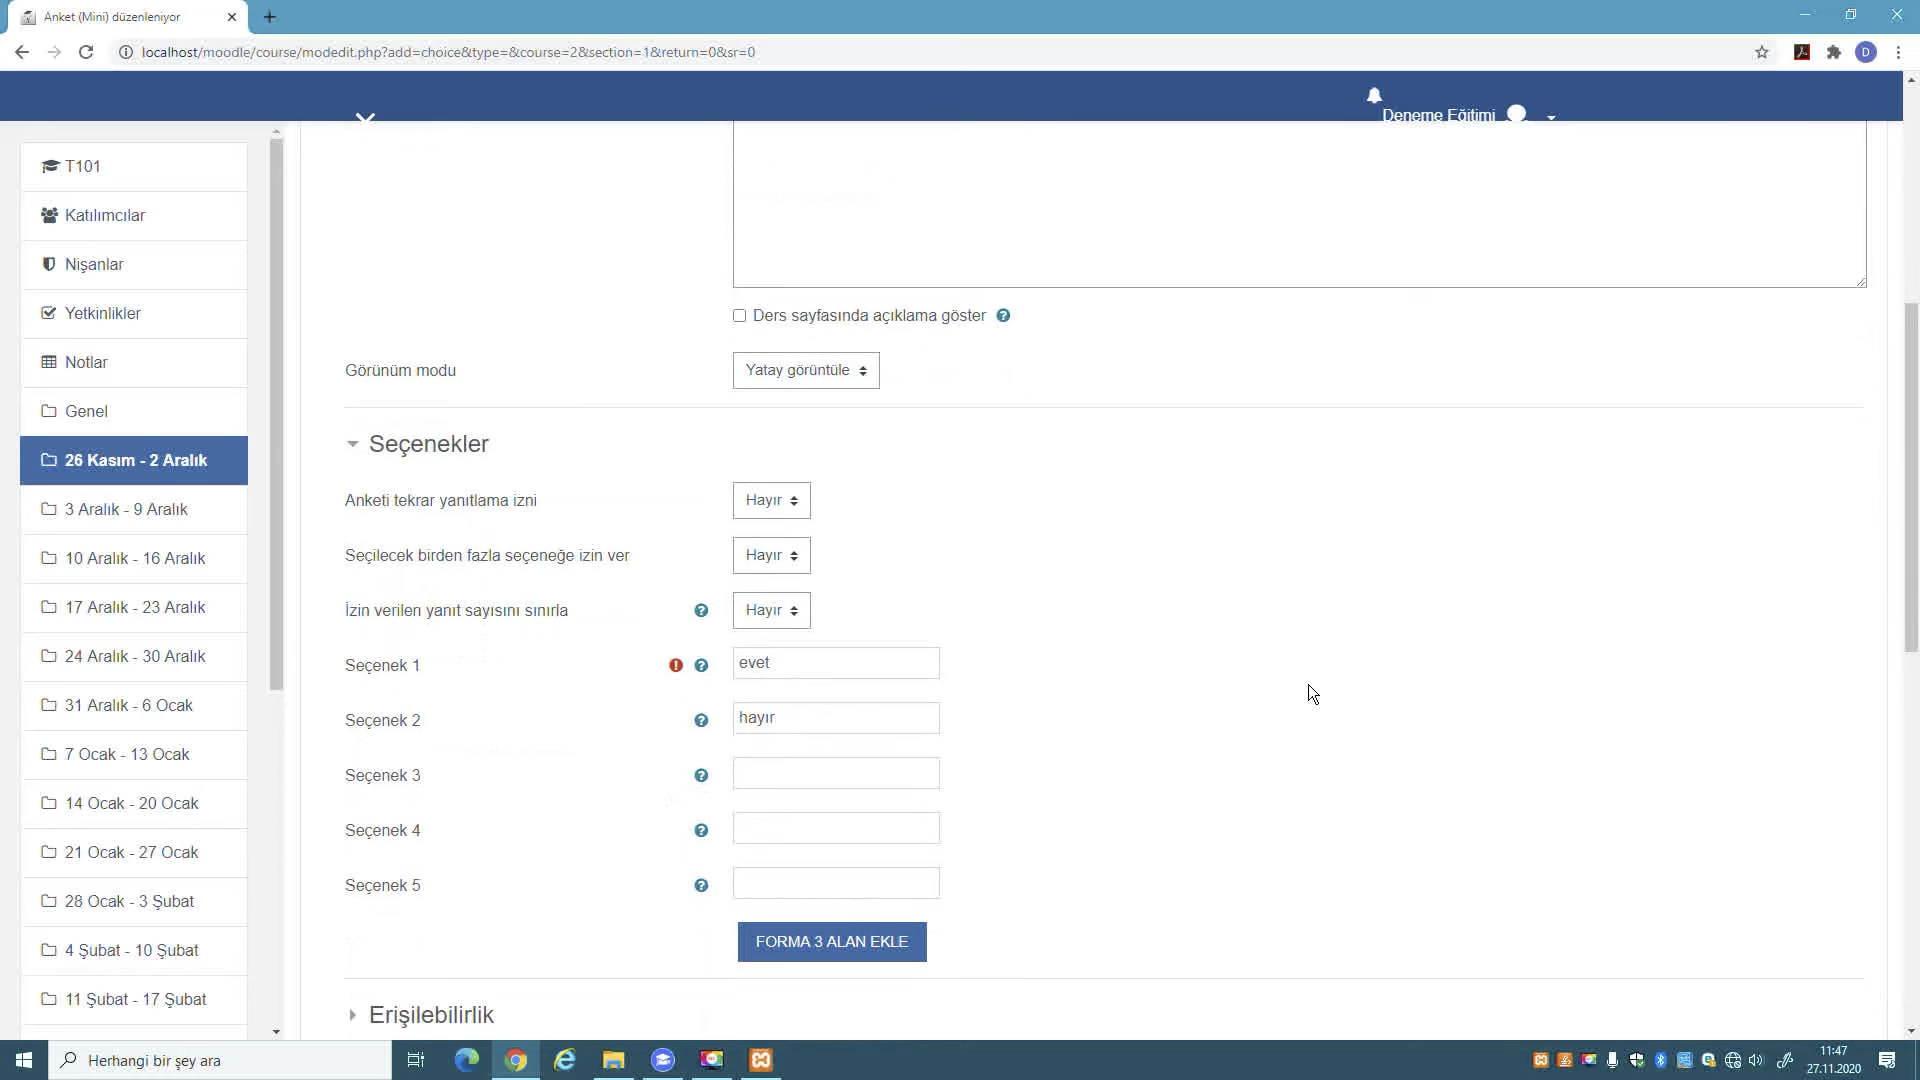 Anket (Mini) düzenleniyor
localhost/moodle/course/modedit.php?add=choice&type=&course=2&section=1&return=0&sr=0
D
Deneme Eğitimi
T101
Katılımcılar
Nişanlar
Yetkinlikler
Notlar
Genel
26 Kasım - 2 Aralık
3 Aralık - 9 Aralık
10 Aralık - 16 Aralık
17 Aralık - 23 Aralık
24 Aralık - 30 Aralık
31 Aralık - 6 Ocak
7 Ocak - 13 Ocak
14 Ocak - 20 Ocak
21 Ocak - 27 Ocak
28 Ocak - 3 Şubat
4 Şubat - 10 Şubat
11 Şubat - 17 Şubat
Ders sayfasında açıklama göster
Görünüm modu
Yatay görüntüle
Seçenekler
Anketi tekrar yanıtlama izni
Hayır
Seçilecek birden fazla seçeneğe izin ver
Hayır
İzin verilen yanıt sayısını sınırla
Hayır
Seçenek 1
evet
Seçenek 2
hayır
Seçenek 3
Seçenek 4
Seçenek 5
FORMA 3 ALAN EKLE
Erişilebilirlik
Herhangi bir şey ara
11:47
27.11.2020